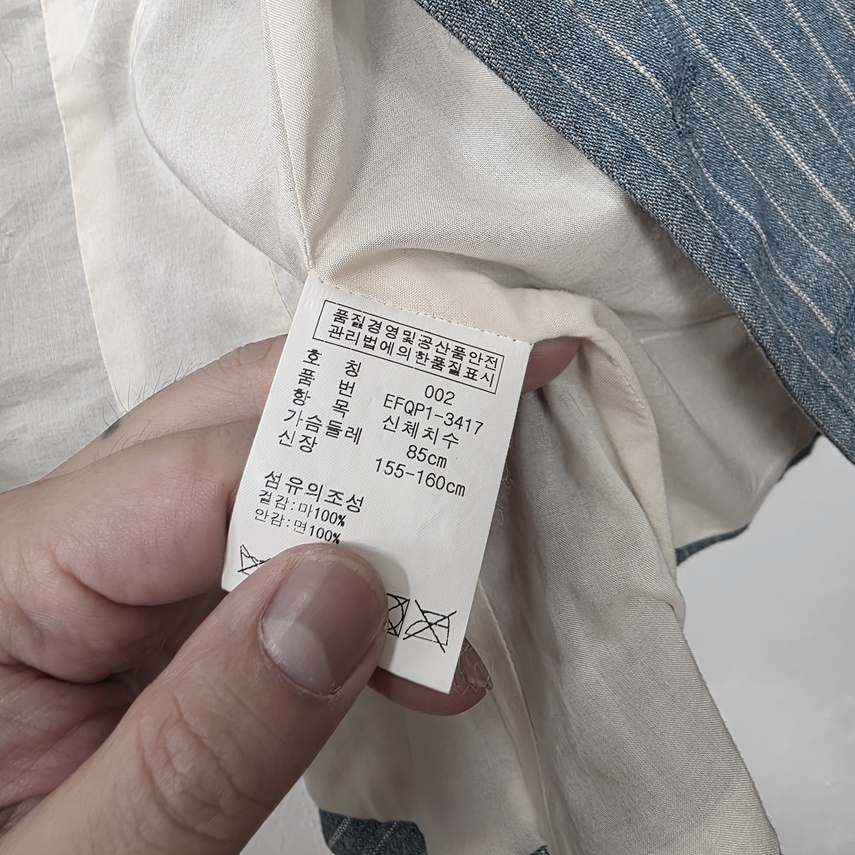 품질경영및공산품안전
관리법에의한품질표시
호 칭 002
품 번 EFQP1-3417
항 목 신체치수
가슴둘레 85cm
신장 155-160cm
섬유의조성
겉감:마100%
안감:면100%